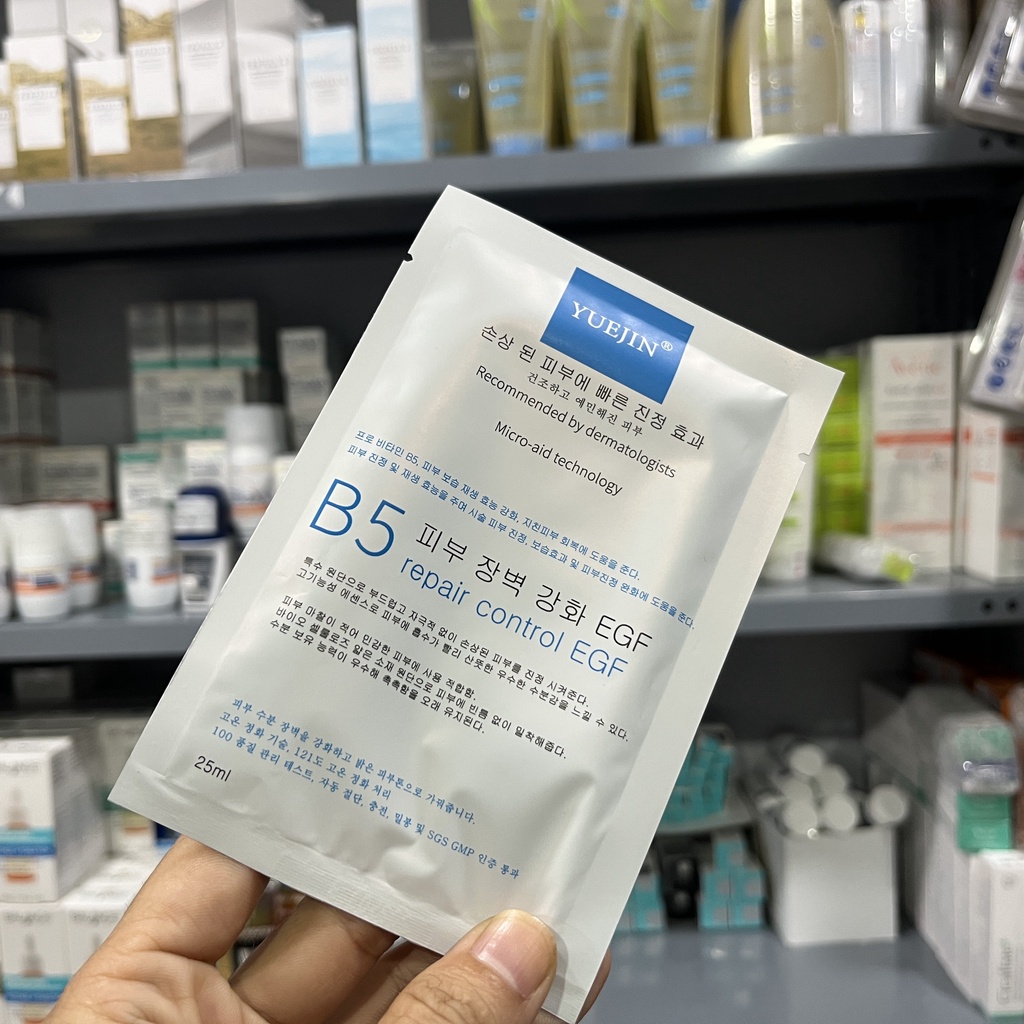 YUEJIN®
손상 된 피부에 빠른 진정 효과
건조하고 예민해진 피부
Recommended by dermatologists
Micro-aid technology
프로 비타민 B5, 피부 보습 재생 효능 강화, 지친피부 회복에 도움을 준다.
피부 진정 및 재생 효능을 주며 시술 피부 진정, 보습효과 및 피부진정 완화에 도움을 준다.
B5 피부 장벽 강화 EGF
repair control EGF
특수 원단으로 부드럽고 자극적 없이 손상된 피부를 진정 시켜준다.
고기능성 에센스로 피부에 흡수가 빨리 산뜻한 우수한 수분감을 느낄 수 있다.
피부 마찰이 적어 민감한 피부에 사용 적합함.
바이오 셀룰로즈 얇은 소재 원단으로 피부에 빈틈 없이 밀착해준다.
수분 보유 능력이 우수해 촉촉함을 오래 유지된다.
피부 수분 장벽을 강화하고 밝은 피부톤으로 가꿔줍니다.
고온 정화 기술, 121도 고온 정화 처리
100 품질 관리 테스트, 자동 절단, 충전, 밀봉 및 SGS GMP 인증 통과
25ml